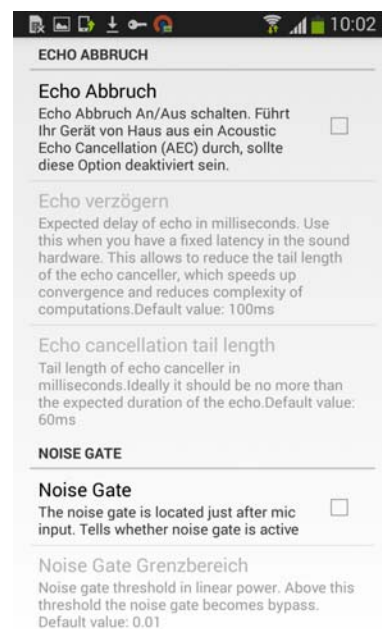 10:02
ECHO ABBRUCH
Echo Abbruch
Echo Abbruch An/Aus schalten. Führt
Ihr Gerät von Haus aus ein Acoustic
Echo Cancellation (AEC) durch, sollte
diese Option deaktiviert sein.
Echo verzögern
Expected delay of echo in milliseconds. Use
this when you have a fixed latency in the sound
hardware. This allows to reduce the tail length
of the echo canceller, which speeds up
convergence and reduces complexity of
computations.Default value: 100ms
Echo cancellation tail length
Tail length of echo canceller in
milliseconds.Ideally it should be no more than
the expected duration of the echo.Default value:
60ms
NOISE GATE
Noise Gate
The noise gate is located just after mic
input. Tells whether noise gate is active
Noise Gate Grenzbereich
Noise gate threshold in linear power. Above this
threshold the noise gate becomes bypass.
Default value: 0.01